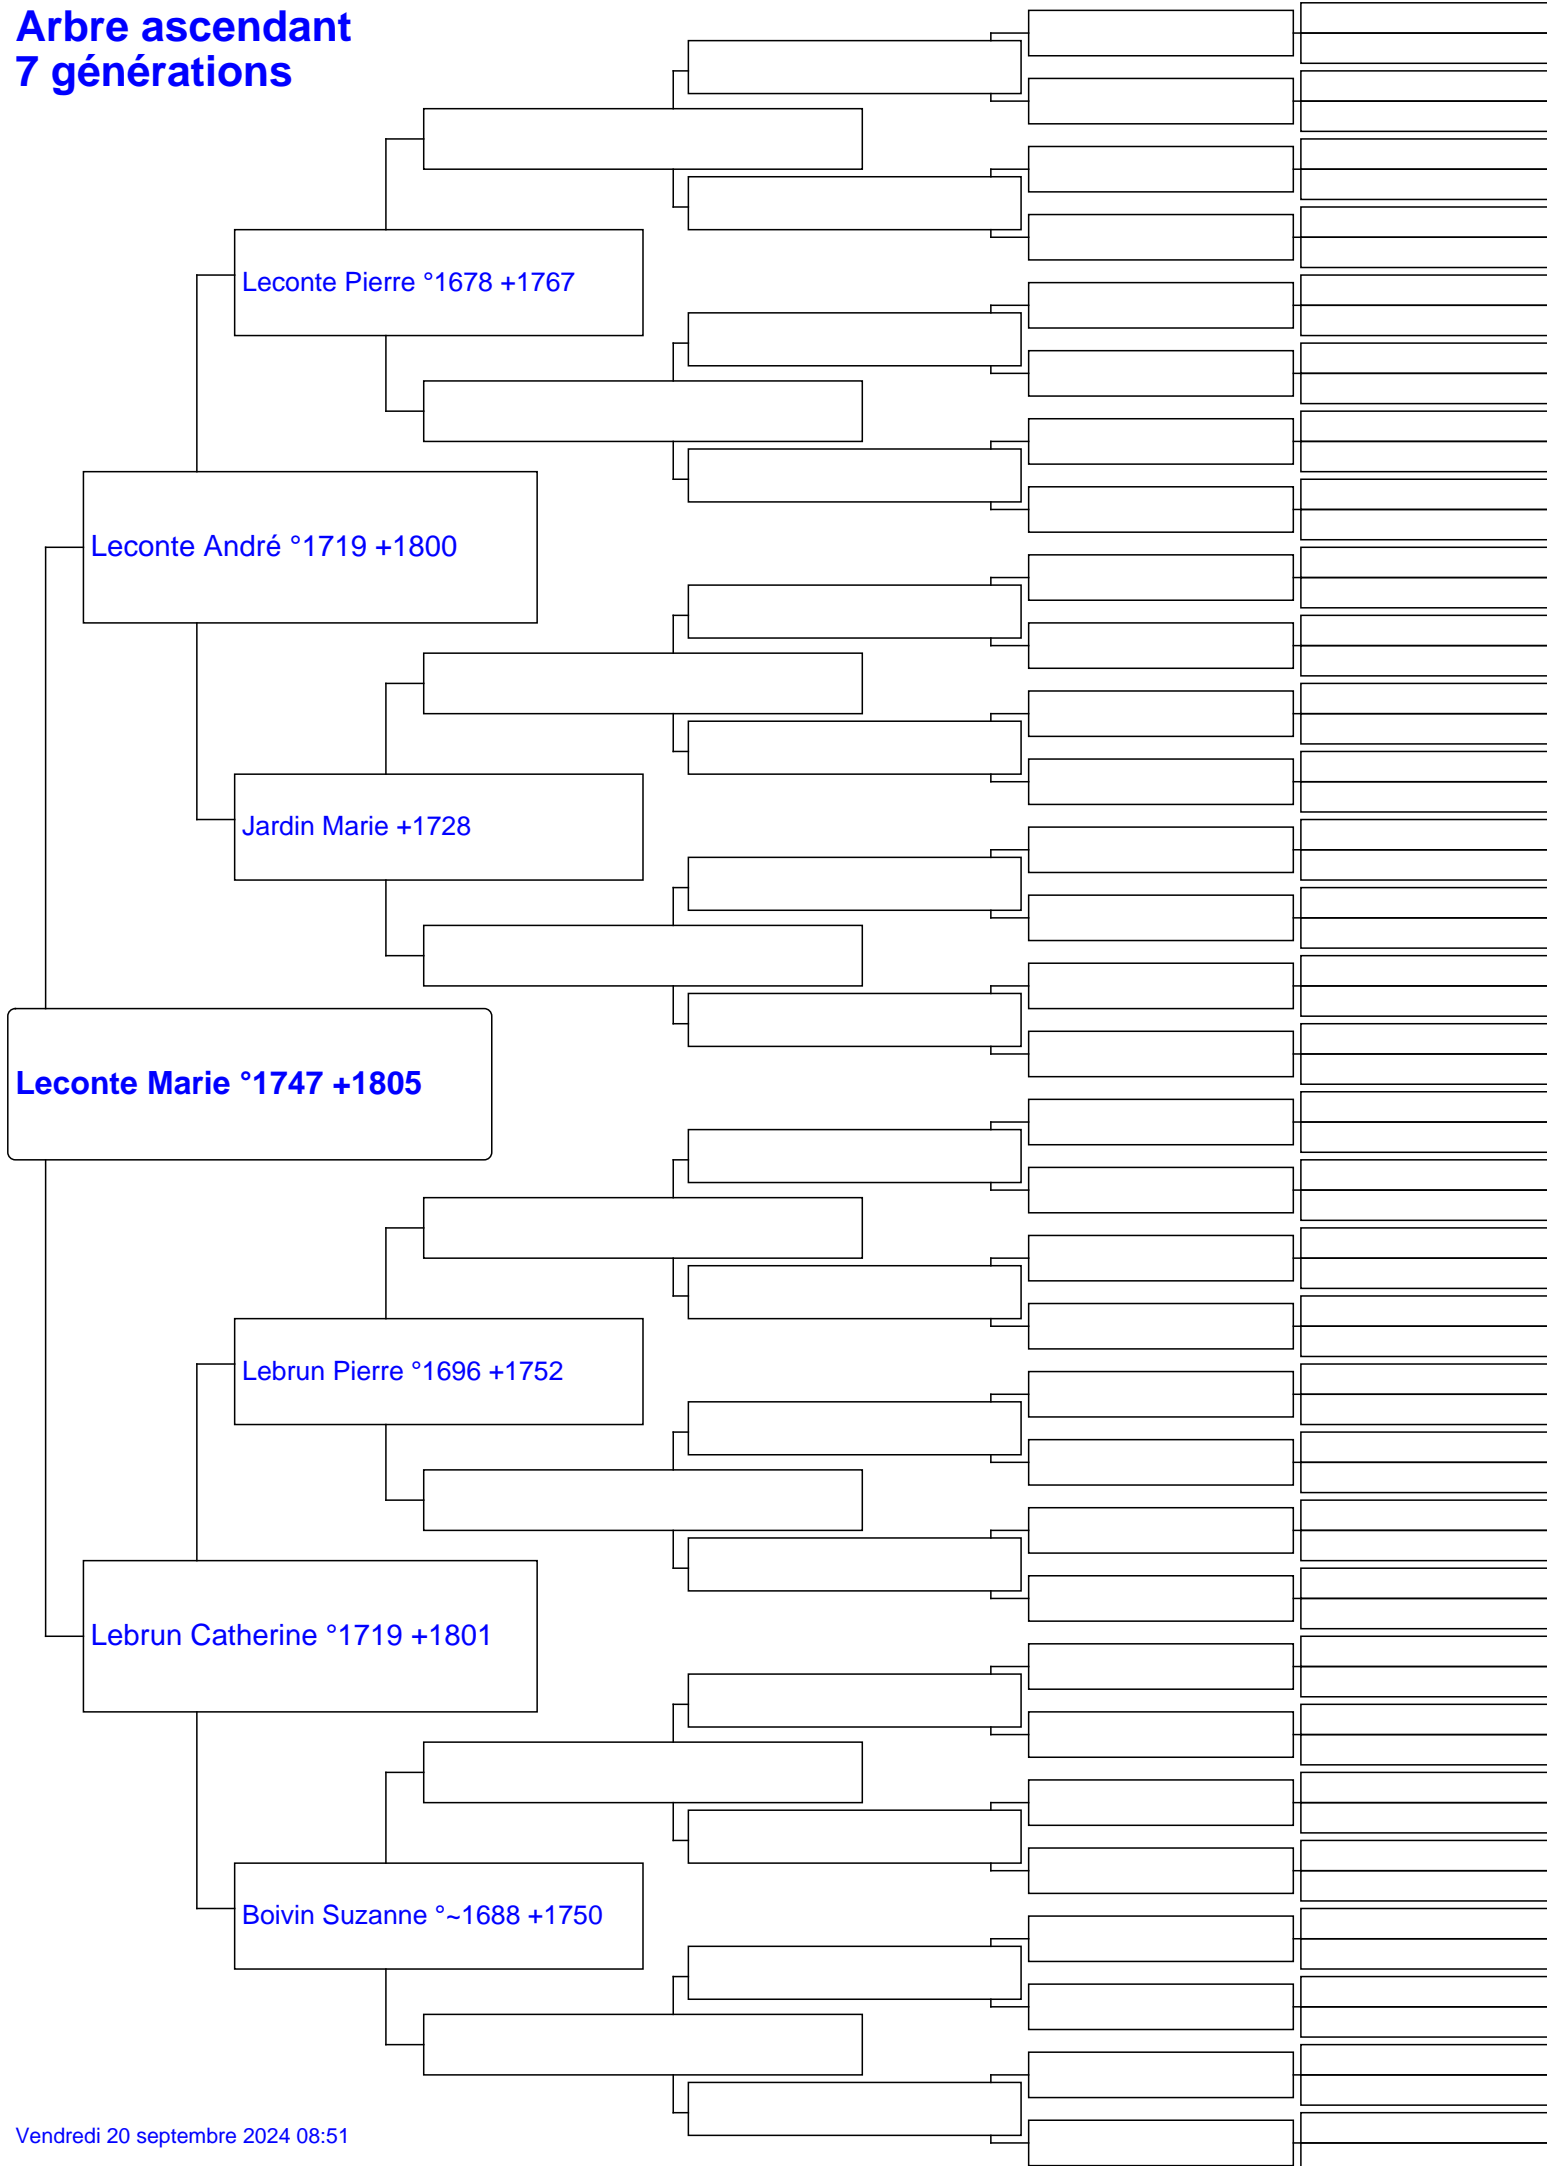 Arbre ascendant
7 générations
Leconte Pierre °1678 +1767
Leconte André °1719 +1800
Jardin Marie +1728
Leconte Marie °1747 +1805
Lebrun Pierre °1696 +1752
Lebrun Catherine °1719 +1801
Boivin Suzanne °~1688 +1750
Vendredi 20 septembre 2024 08:51